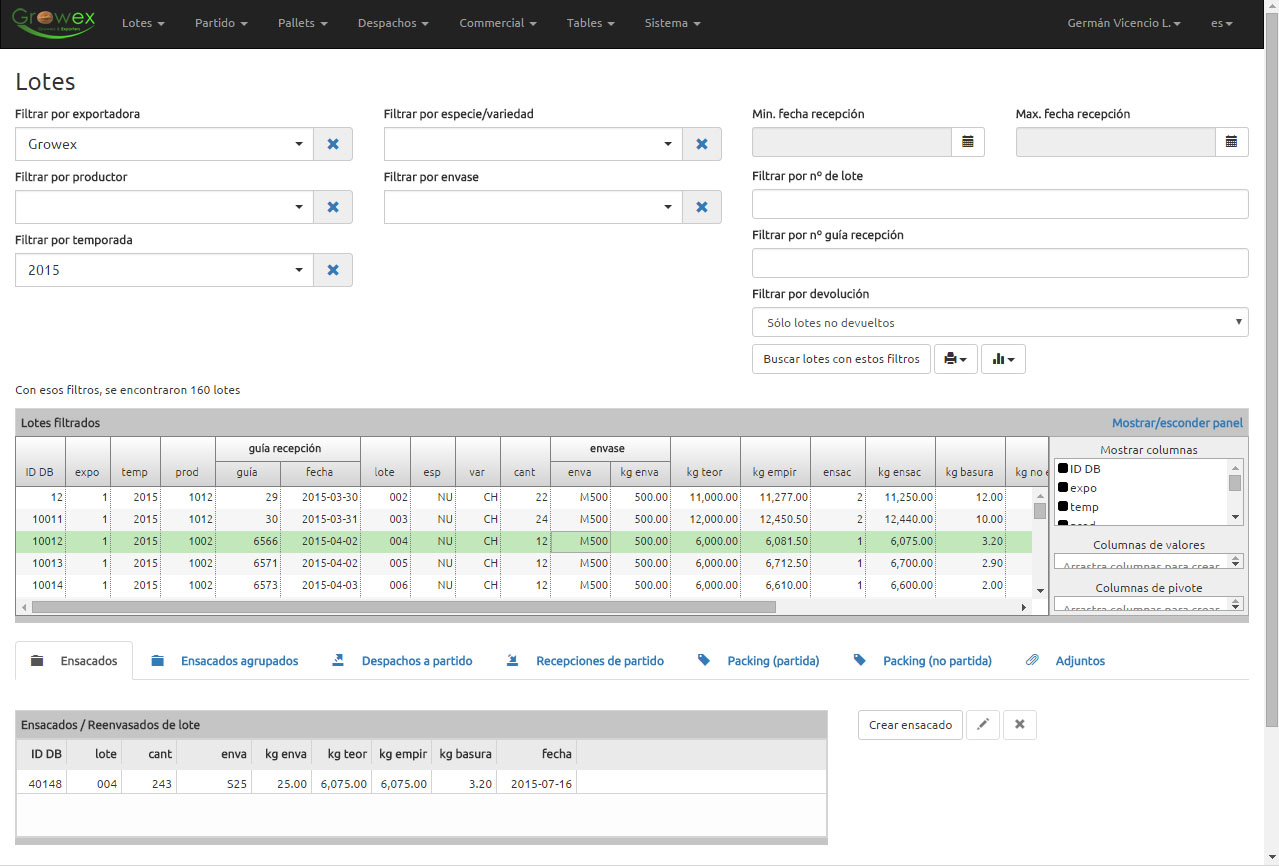 Growex
Growers & Exporters
Lotes Partido Pallets Despachos Commercial Tables Sistema Germán Vicencio L. es
Lotes
Filtrar por exportadora Filtrar por especie/variedad Min. fecha recepción Max. fecha recepción
Growex
Filtrar por productor Filtrar por envase Filtrar por nº de lote
Filtrar por temporada Filtrar por nº guía recepción
2015
Filtrar por devolución
Sólo lotes no devueltos
Buscar lotes con estos filtros
Con esos filtros, se encontraron 160 lotes
Lotes filtrados Mostrar/esconder panel
guía recepción envase
ID DB expo temp prod guía fecha lote esp var cant enva kg enva kg teor kg empir ensac kg ensac kg basura kg no e
12 1 2015 1012 29 2015-03-30 002 NU CH 22 M500 500.00 11,000.00 11,277.00 2 11,250.00 12.00
10011 1 2015 1012 30 2015-03-31 003 NU CH 24 M500 500.00 12,000.00 12,450.50 2 12,440.00 10.00
10012 1 2015 1002 6566 2015-04-02 004 NU CH 12 M500 500.00 6,000.00 6,081.50 1 6,075.00 3.20
10013 1 2015 1002 6571 2015-04-02 005 NU CH 12 M500 500.00 6,000.00 6,712.50 1 6,700.00 2.90
10014 1 2015 1002 6573 2015-04-03 006 NU CH 12 M500 500.00 6,000.00 6,610.00 1 6,600.00 2.00
Mostrar columnas
ID DB
expo
temp
prod
Columnas de valores
Arrastra columnas para crear
Columnas de pivote
Arrastra columnas para crear
Ensacados Ensacados agrupados Despachos a partido Recepciones de partido Packing (partida) Packing (no partida) Adjuntos
Ensacados / Reenvasados de lote Crear ensacado
ID DB lote cant enva kg enva kg teor kg empir kg basura fecha
40148 004 243 S25 25.00 6,075.00 6,075.00 3.20 2015-07-16